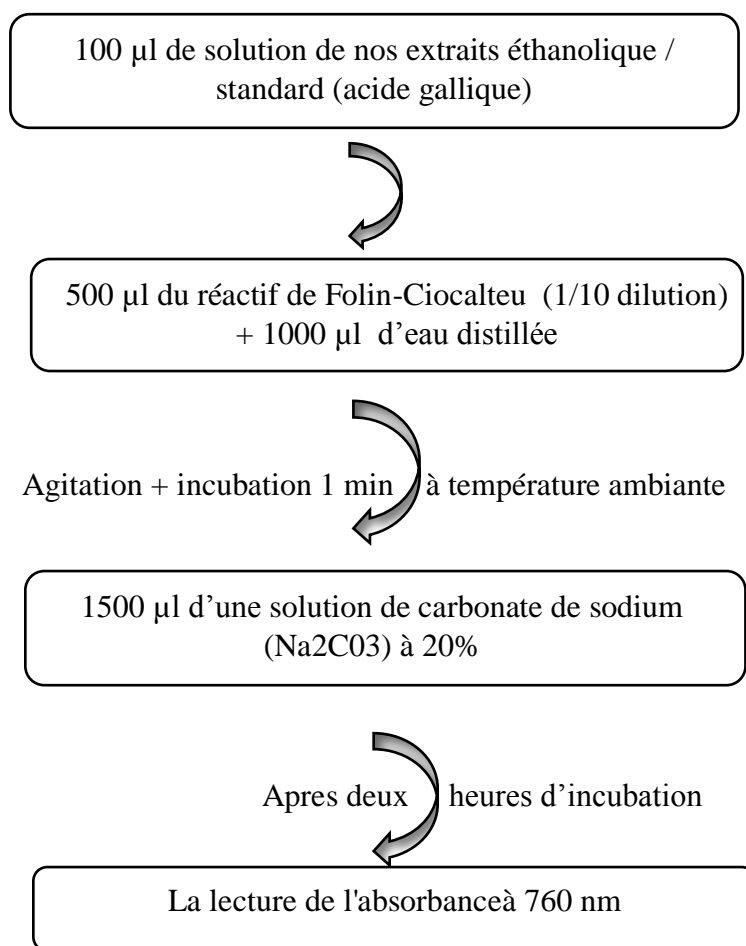 100 µl de solution de nos extraits éthanolique /
standard (acide gallique)
500 µl du réactif de Folin-Ciocalteu (1/10 dilution)
+ 1000 µl d’eau distillée
Agitation + incubation 1 min à température ambiante
1500 µl d’une solution de carbonate de sodium
(Na2C03) à 20%
Apres deux heures d’incubation
La lecture de l'absorbanceà 760 nm